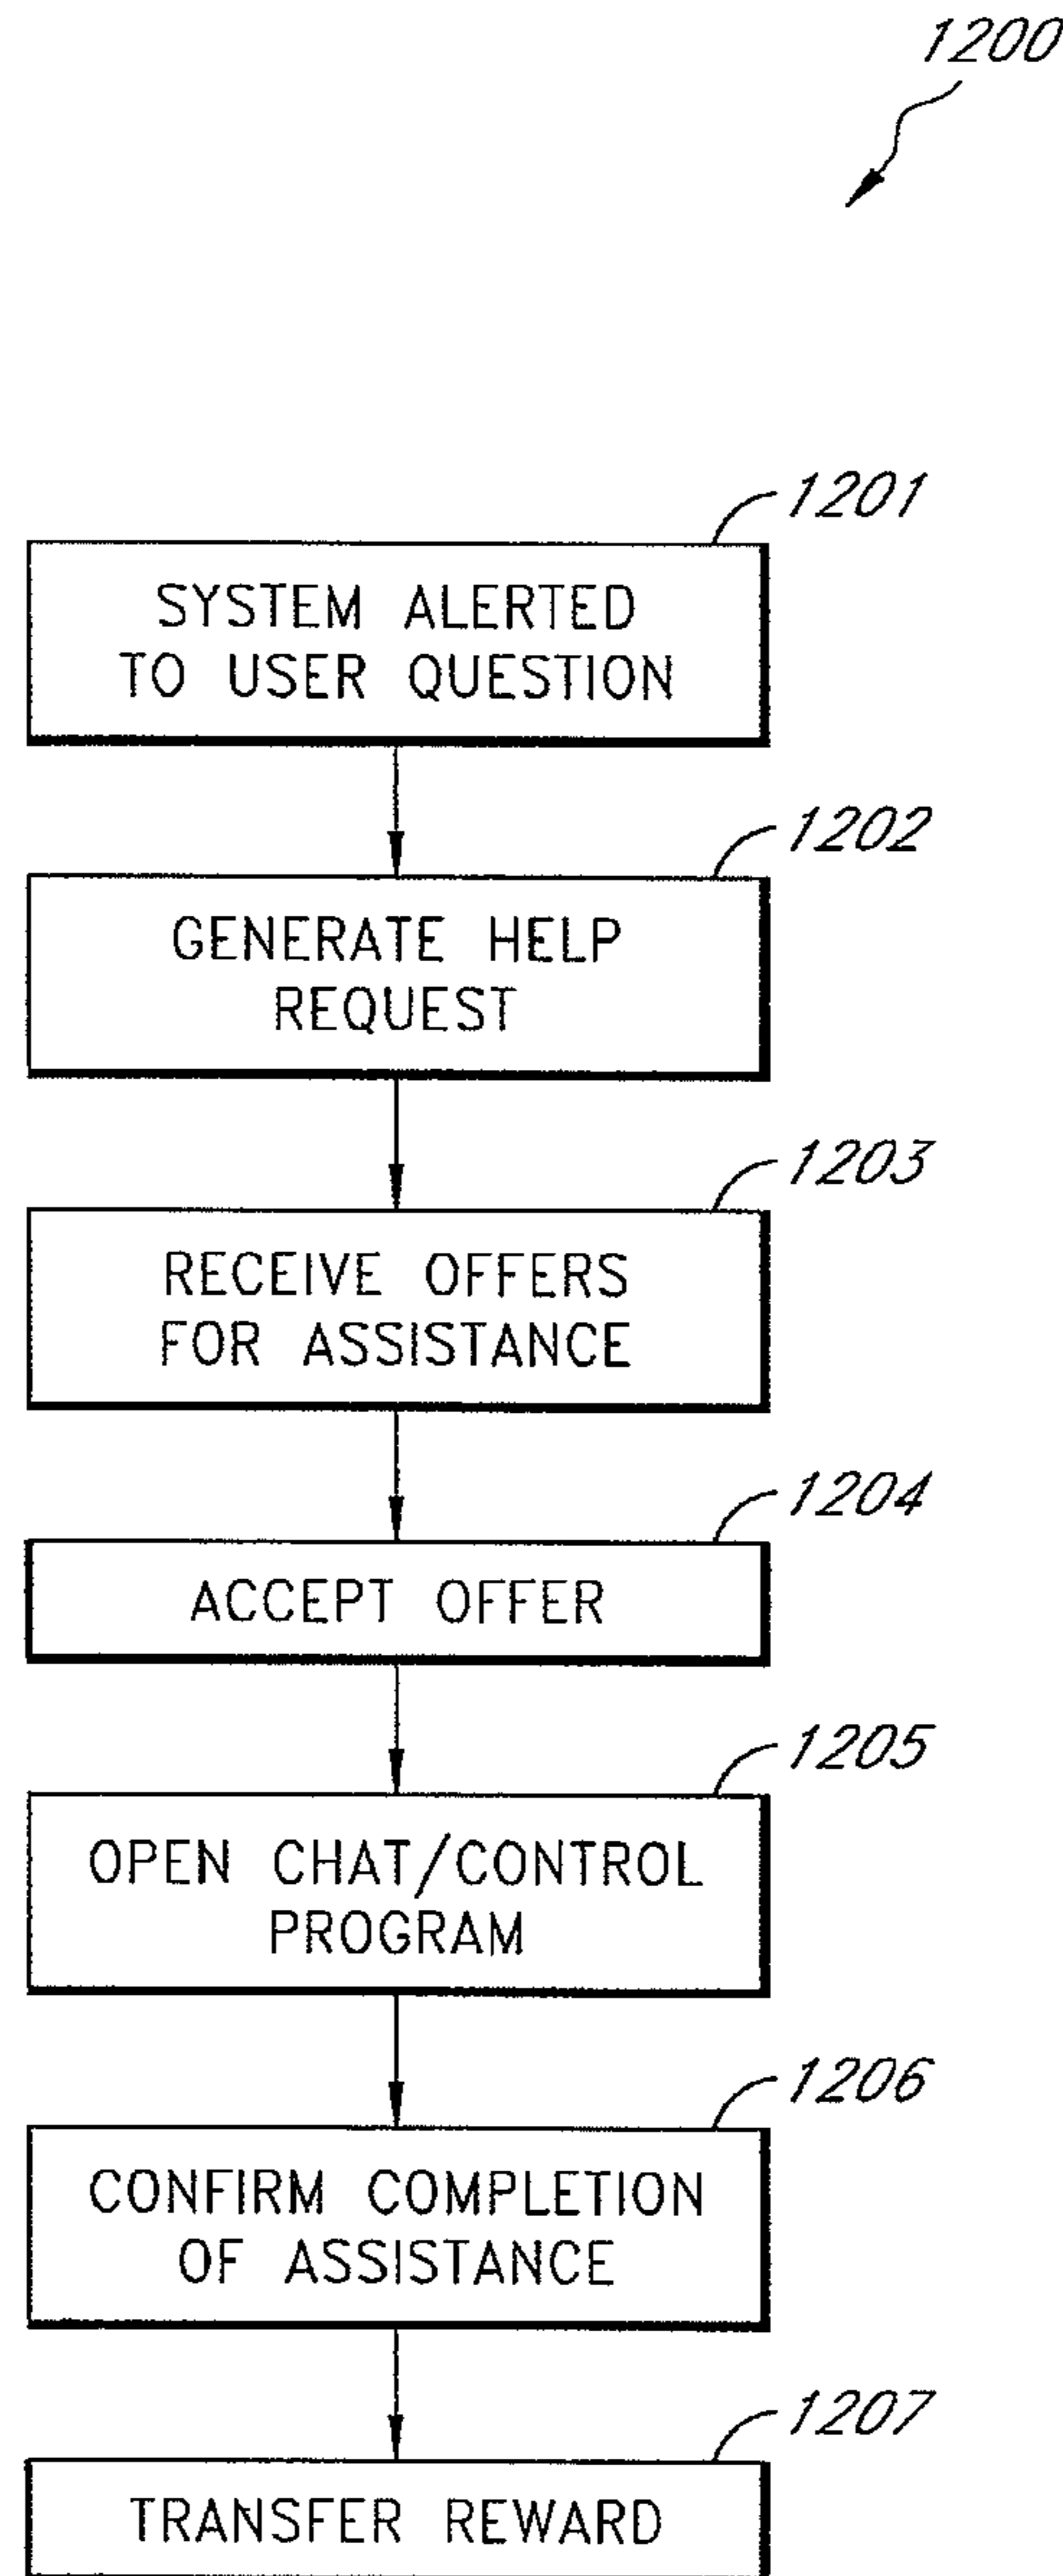 1200
1201
SYSTEM ALERTED
TO USER QUESTION
1202
GENERATE HELP
REQUEST
1203
RECEIVE OFFERS
FOR ASSISTANCE
1204
ACCEPT OFFER
1205
OPEN CHAT/CONTROL
PROGRAM
1206
CONFIRM COMPLETION
OF ASSISTANCE
1207
TRANSFER REWARD